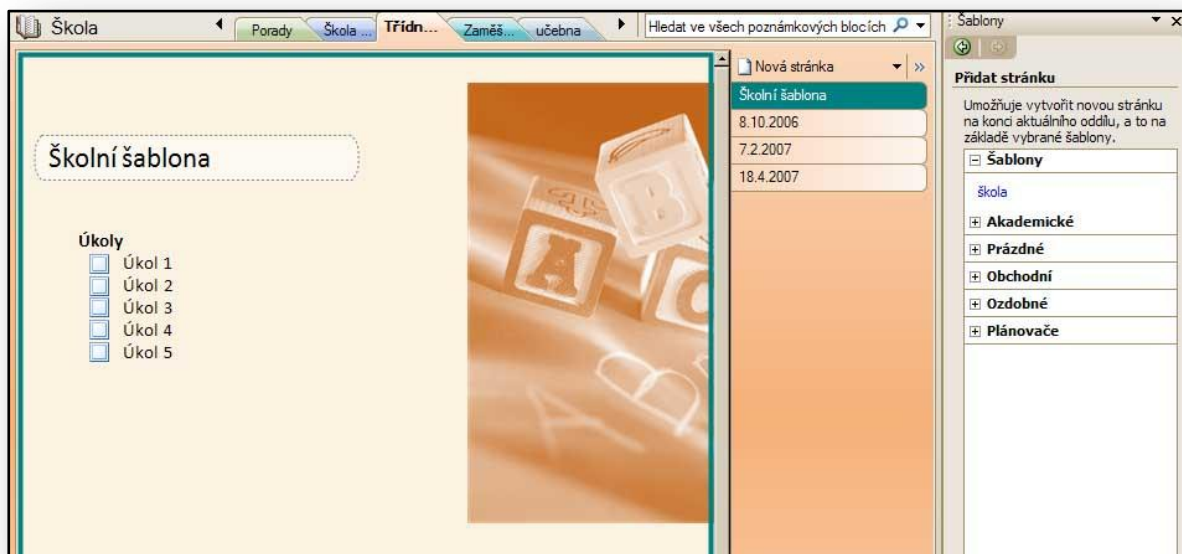 Škola
Porady
Škola ...
Třídn...
Zaměš...
učebna
Hledat ve všech poznámkových blocích
Školní šablona
Úkoly
Úkol 1
Úkol 2
Úkol 3
Úkol 4
Úkol 5
A
B
C
A
B
Nová stránka
»
Školní šablona
8.10.2006
7.2.2007
18.4.2007
Šablony
Přidat stránku
Umožňuje vytvořit novou stránku
na konci aktuálního oddílu, a to na
základě vybrané šablony.
Šablony
škola
Akademické
Prázdné
Obchodní
Ozdobné
Plánovače